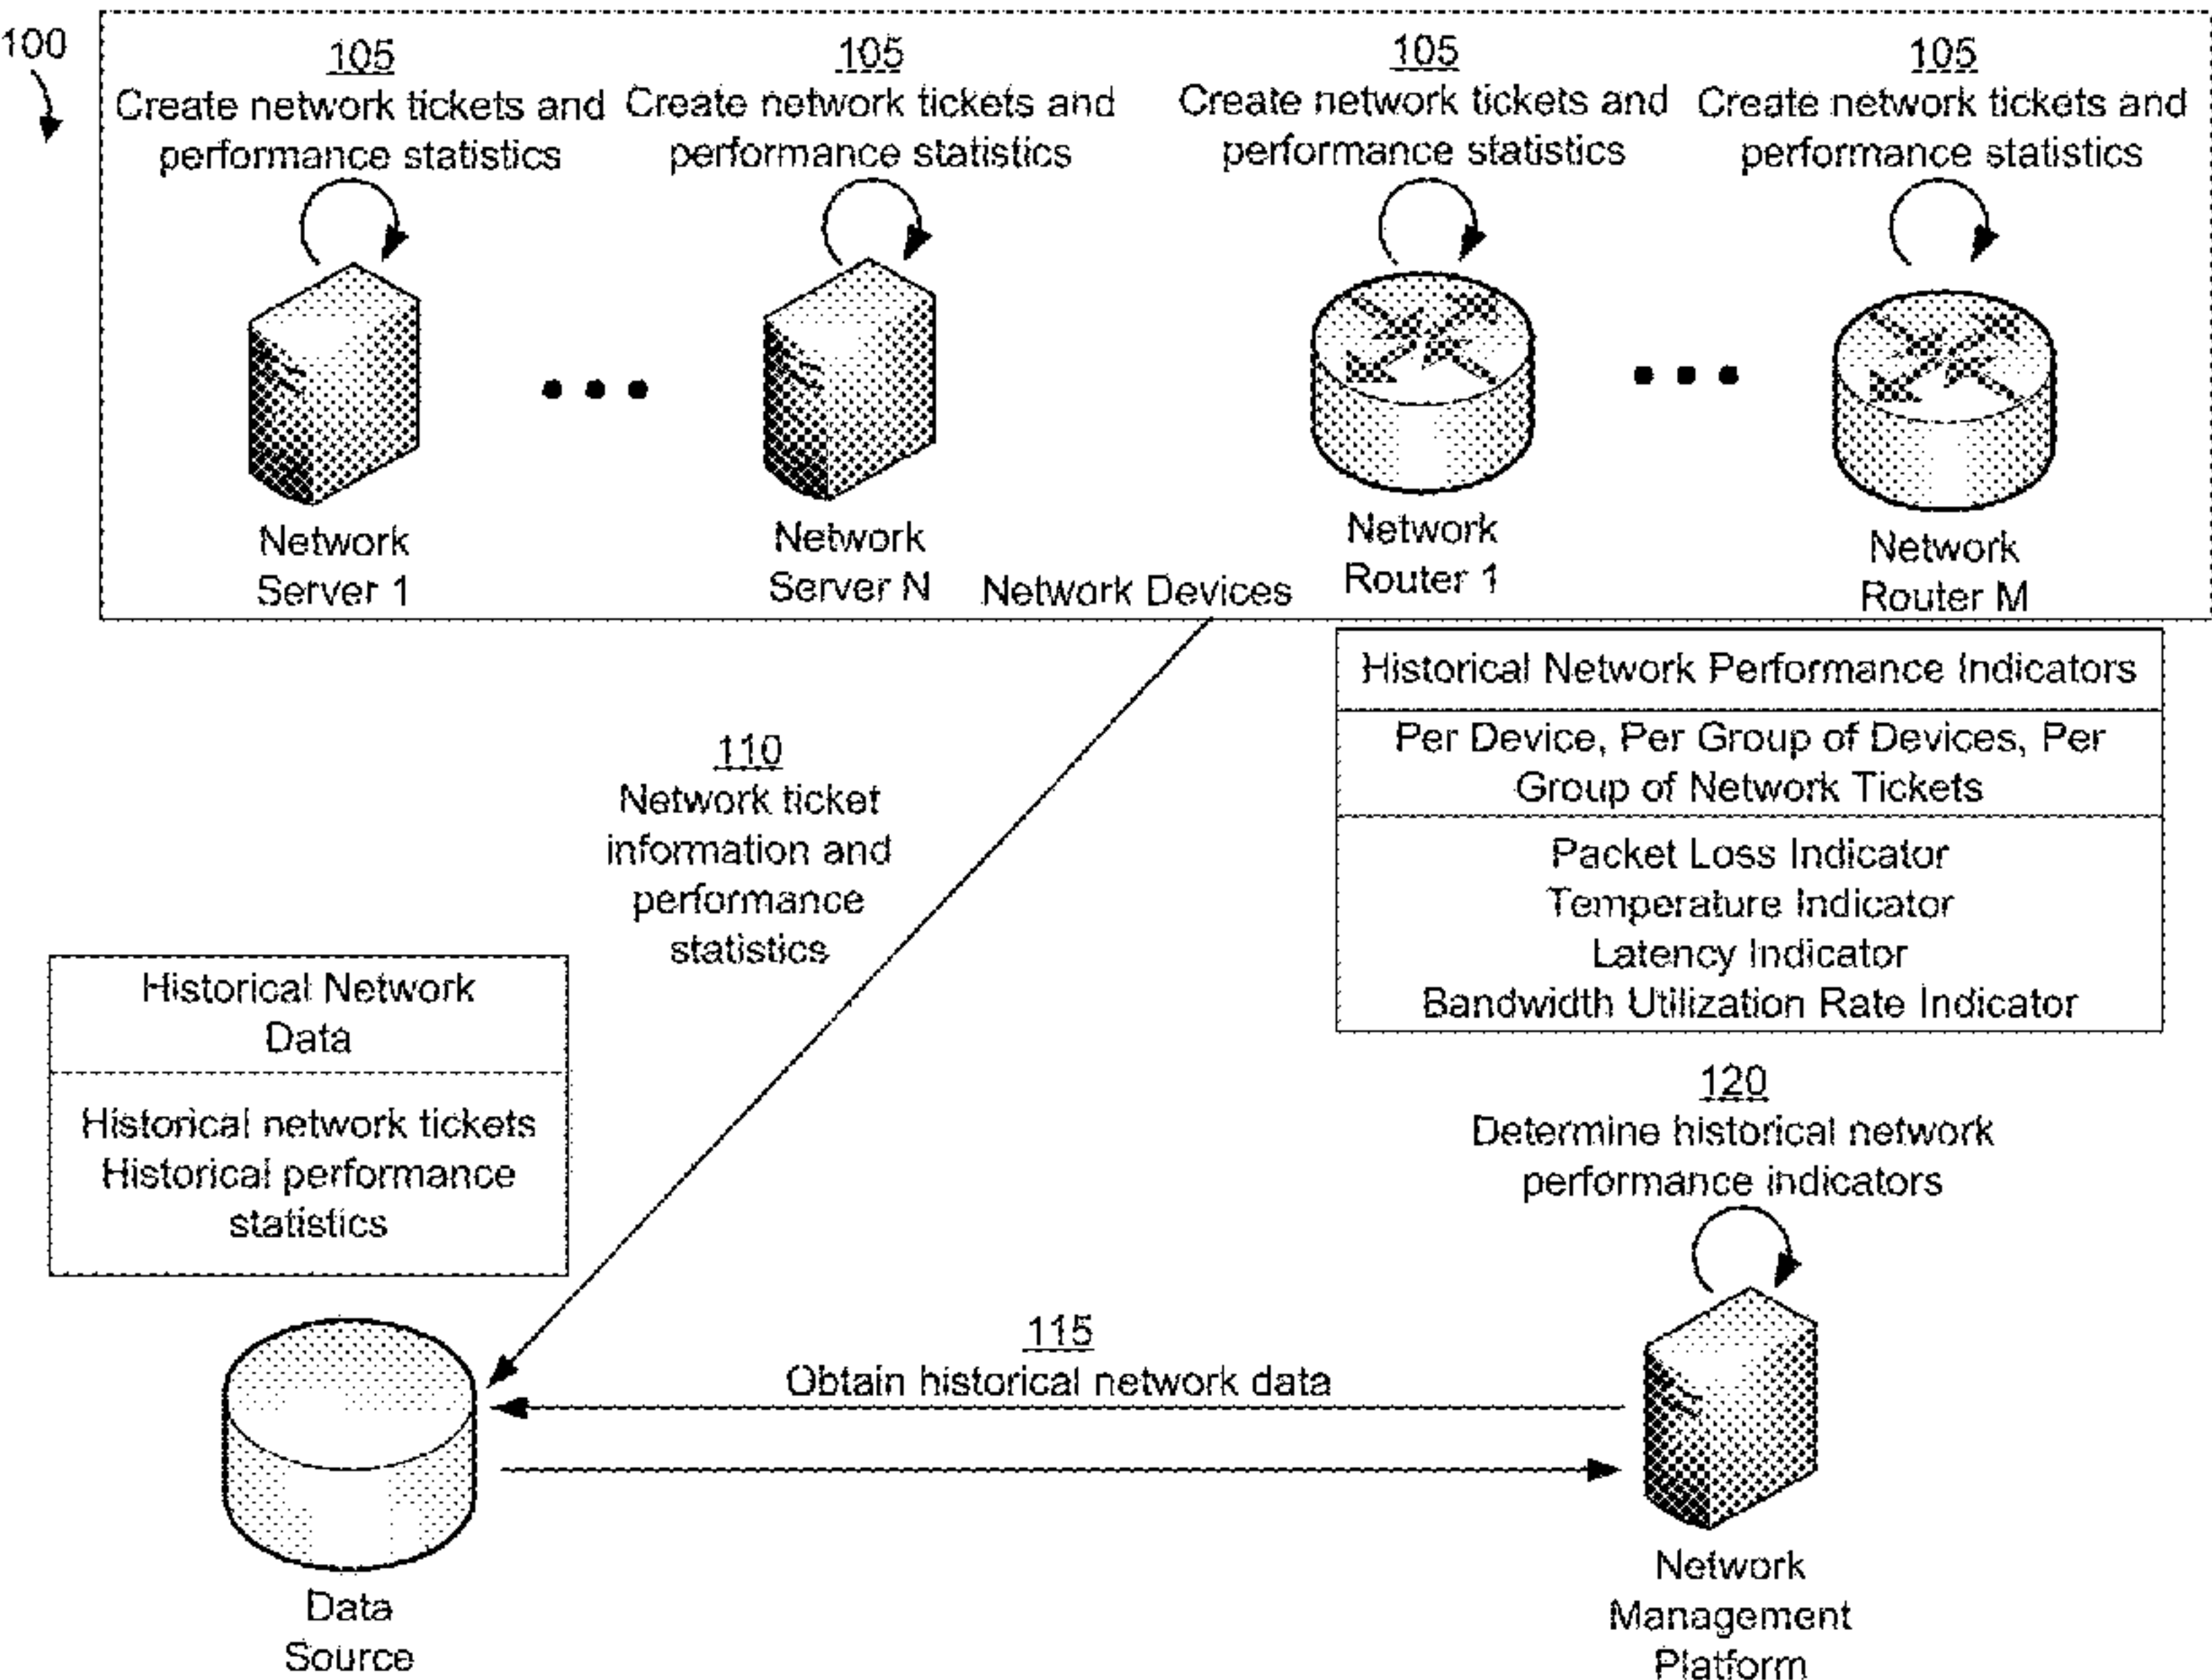 100
105
Create network tickets and
performance statistics
105
Create network tickets and
performance statistics
105
Create network tickets and
performance statistics
105
Create network tickets and
performance statistics
Network
Server 1
Network
Server N
Network Devices
Network
Router 1
Network
Router M
Historical Network Performance Indicators
Per Device, Per Group of Devices, Per
Group of Network Tickets
Packet Loss Indicator
Temperature Indicator
Latency Indicator
Bandwidth Utilization Rate Indicator
110
Network ticket
information and
performance
statistics
Historical Network
Data
Historical network tickets
Historical performance
statistics
120
Determine historical network
performance indicators
115
Obtain historical network data
Data
Source
Network
Management
Platform